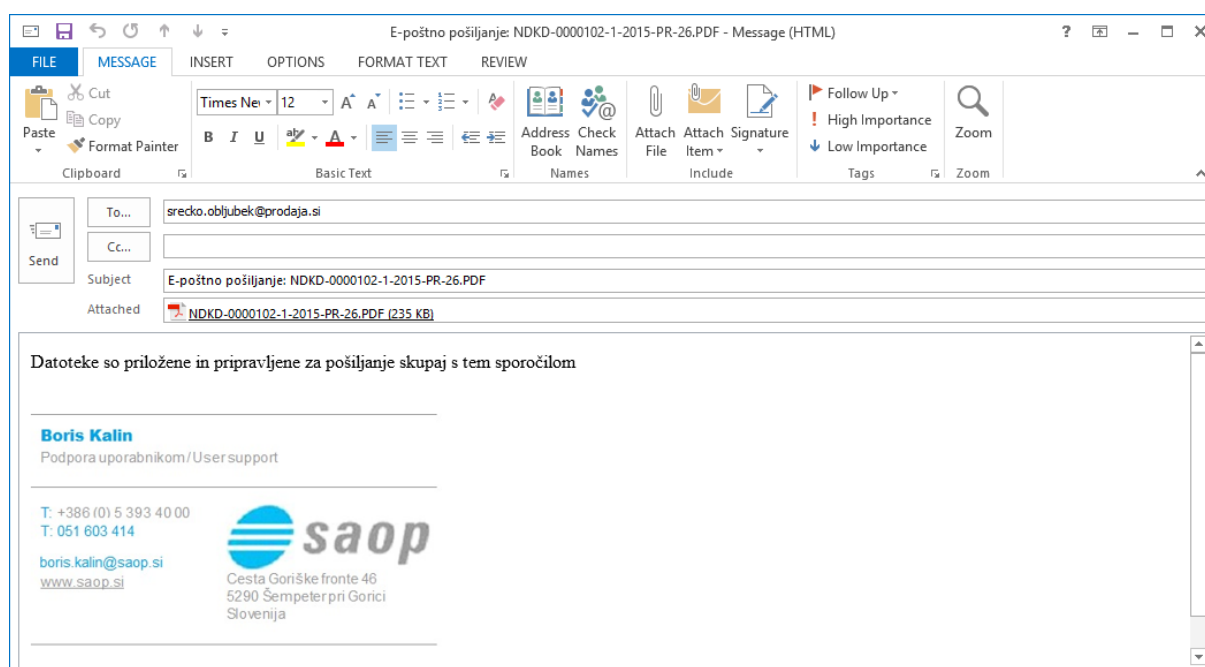 E-poštno pošiljanje: NDKD-0000102-1-2015-PR-26.PDF - Message (HTML)
FILE MESSAGE INSERT OPTIONS FORMAT TEXT REVIEW
Cut
Copy
Format Painter
Paste
Clipboard
Times Ne 12
B I U
Basic Text
Address Book
Check Names
Names
Attach File
Attach Item
Signature
Include
Follow Up
High Importance
Low Importance
Tags
Zoom
Zoom
Send
To... srecko.obljubek@prodaja.si
Cc...
Subject E-poštno pošiljanje: NDKD-0000102-1-2015-PR-26.PDF
Attached NDKD-0000102-1-2015-PR-26.PDF (235 KB)
Datoteke so priložene in pripravljene za pošiljanje skupaj s tem sporočilom
Boris Kalin
Podpora uporabnikom/User support
T: +386 (0) 5 393 40 00
T: 051 603 414
boris.kalin@saop.si
www.saop.si
saop
Cesta Goriške fronte 46
5290 Šempeter pri Gorici
Slovenija